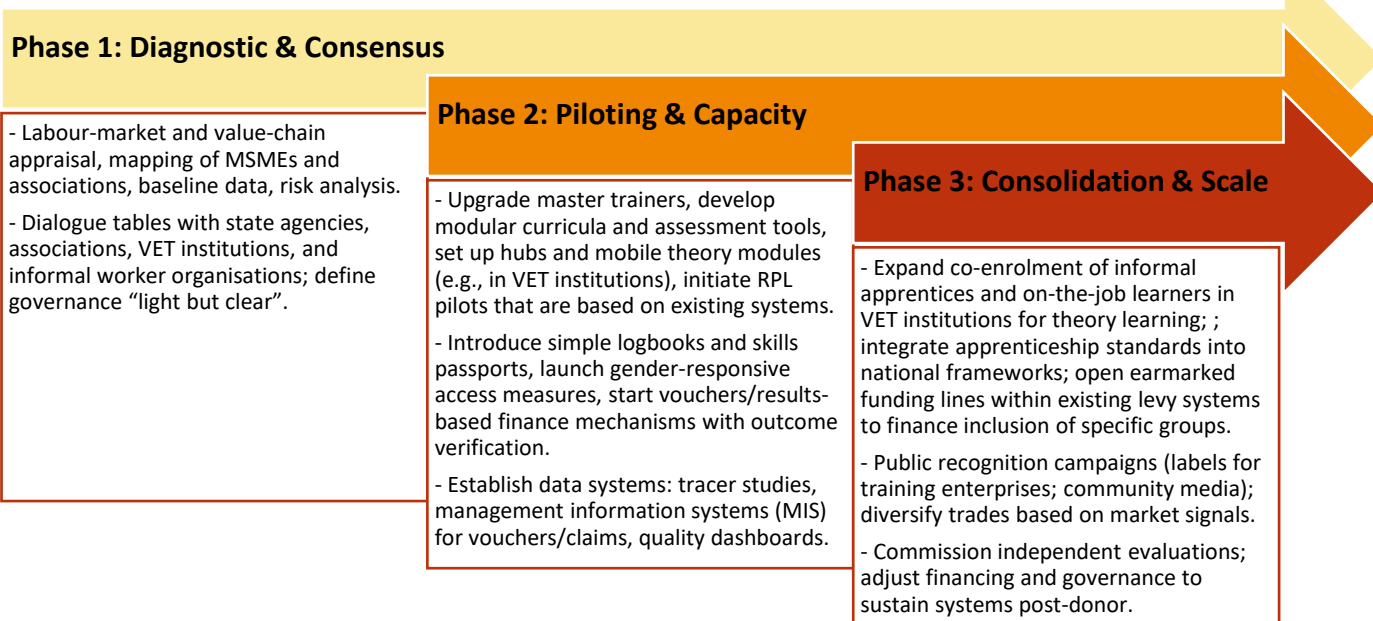 Phase 1: Diagnostic & Consensus
- Labour-market and value-chain
appraisal, mapping of MSMEs and
associations, baseline data, risk analysis.
- Dialogue tables with state agencies,
associations, VET institutions, and
informal worker organisations; define
governance “light but clear”.
Phase 2: Piloting & Capacity
- Upgrade master trainers, develop
modular curricula and assessment tools,
set up hubs and mobile theory modules
(e.g., in VET institutions), initiate RPL
pilots that are based on existing systems.
- Introduce simple logbooks and skills
passports, launch gender-responsive
access measures, start vouchers/results-
based finance mechanisms with outcome
verification.
- Establish data systems: tracer studies,
management information systems (MIS)
for vouchers/claims, quality dashboards.
Phase 3: Consolidation & Scale
- Expand co-enrolment of informal
apprentices and on-the-job learners in
VET institutions for theory learning; ;
integrate apprenticeship standards into
national frameworks; open earmarked
funding lines within existing levy systems
to finance inclusion of specific groups.
- Public recognition campaigns (labels for
training enterprises; community media);
diversify trades based on market signals.
- Commission independent evaluations;
adjust financing and governance to
sustain systems post-donor.